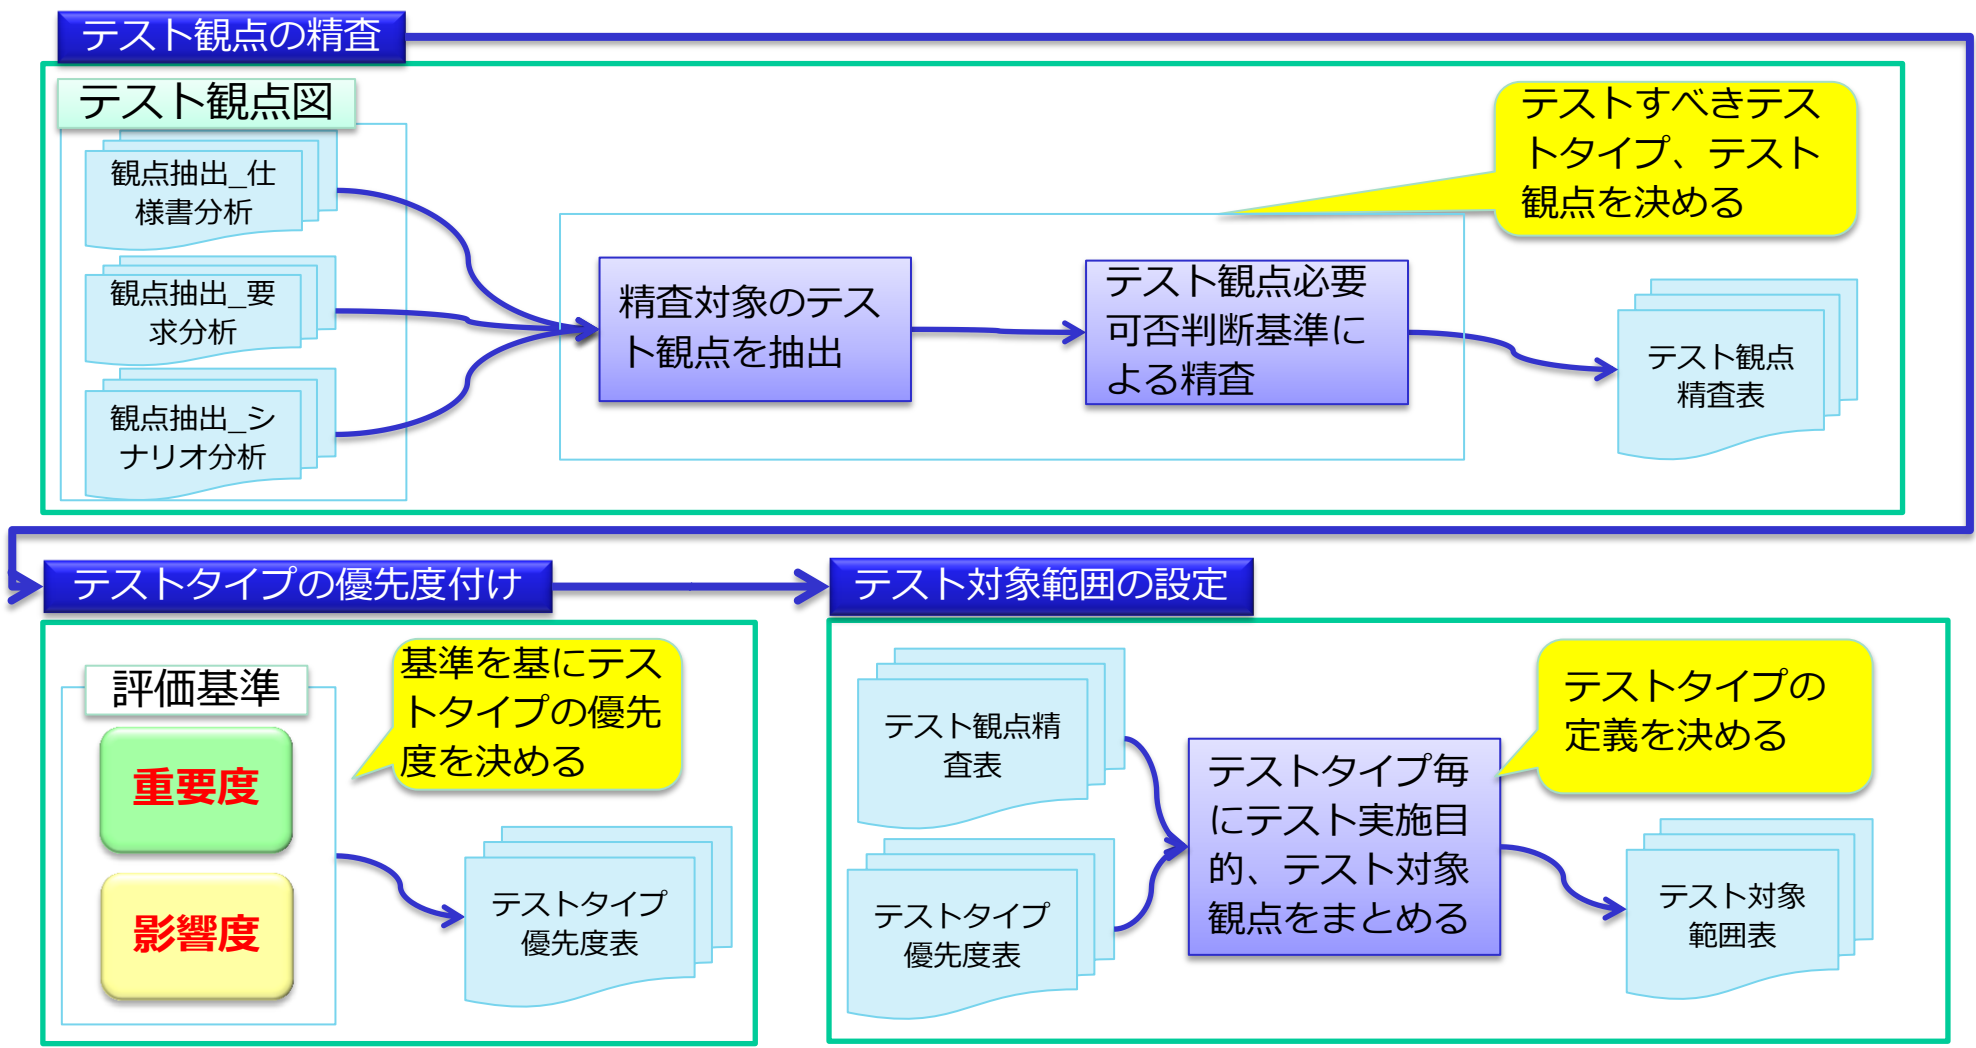 テスト観点の精査
テスト観点図
観点抽出_仕
様書分析
観点抽出_要
求分析
観点抽出_シ
ナリオ分析
精査対象のテス
ト観点を抽出
テスト観点必要
可否判断基準に
よる精査
テストすべきテス
トタイプ、テスト
観点を決める
テスト観点
精査表
テストタイプの優先度付け
評価基準
重要度
影響度
基準を基にテス
トタイプの優先
度を決める
テストタイプ
優先度表
テスト対象範囲の設定
テスト観点精
査表
テストタイプ
優先度表
テストタイプ毎
にテスト実施目
的、テスト対象
観点をまとめる
テストタイプの
定義を決める
テスト対象
範囲表